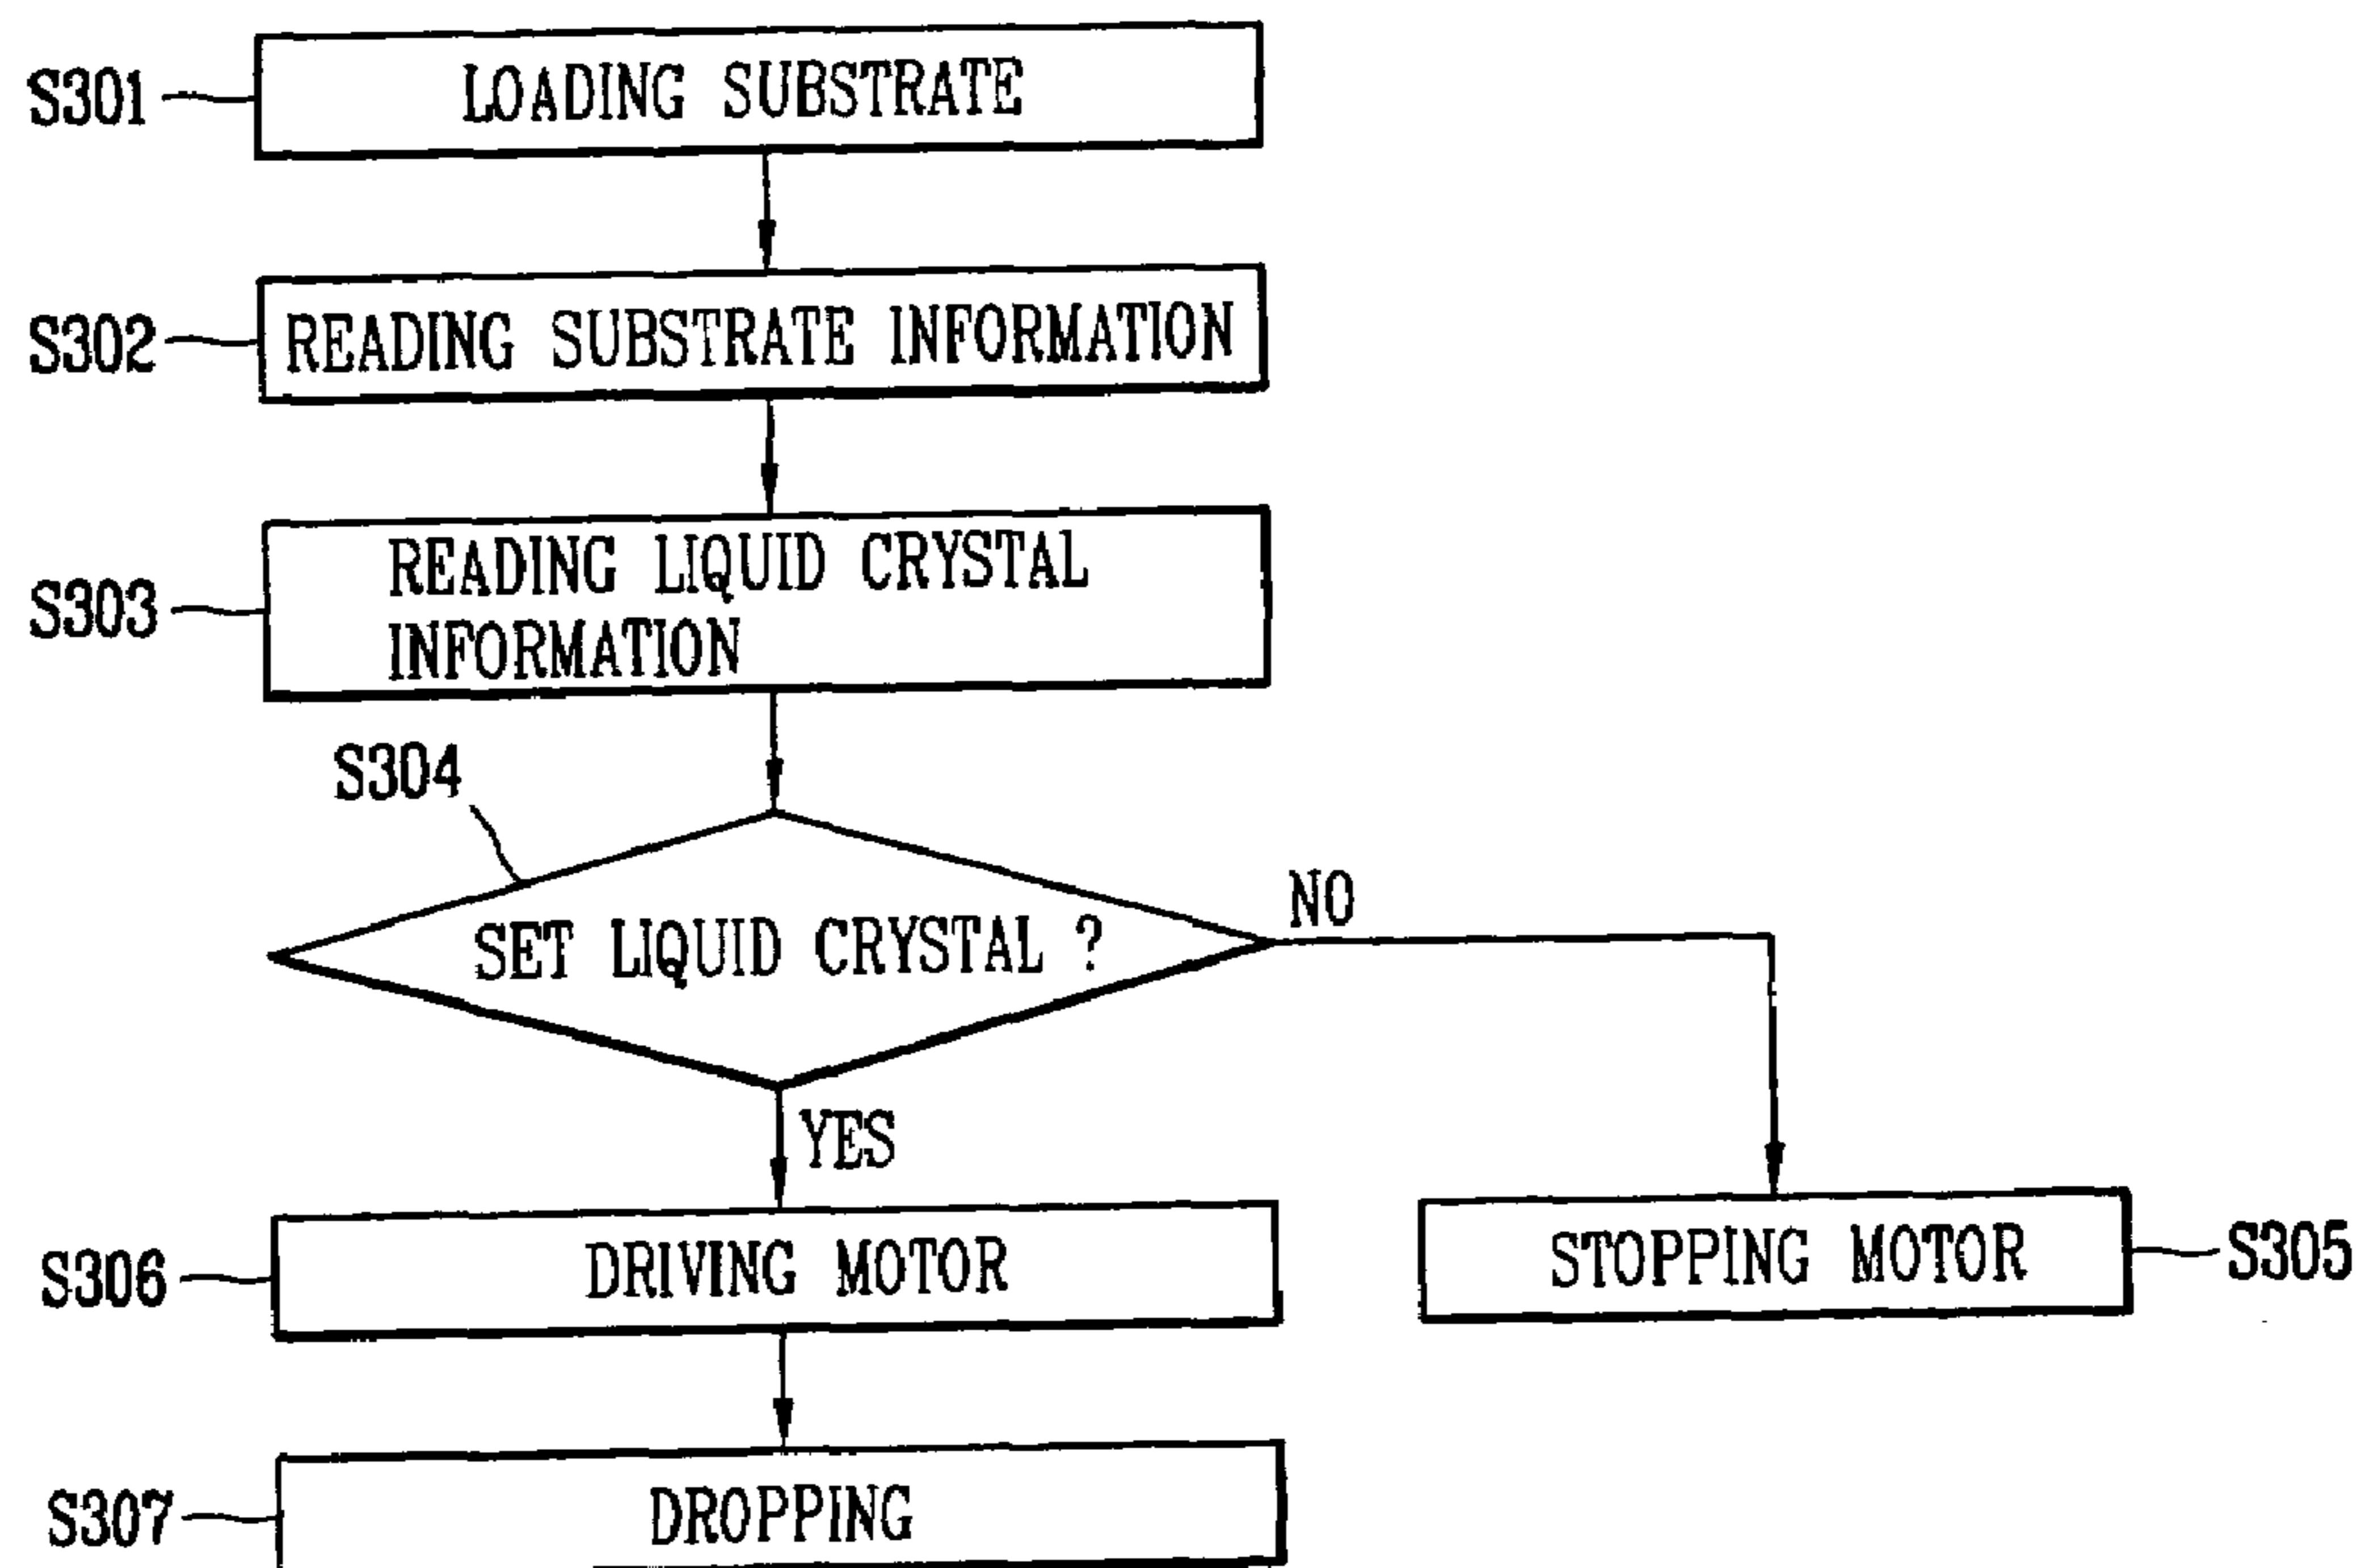 S301
LOADING SUBSTRATE
S302
READING SUBSTRATE INFORMATION
S303
READING LIQUID CRYSTAL
INFORMATION
S304
SET LIQUID CRYSTAL ?
NO
YES
S306
DRIVING MOTOR
STOPPING MOTOR
S305
S307
DROPPING